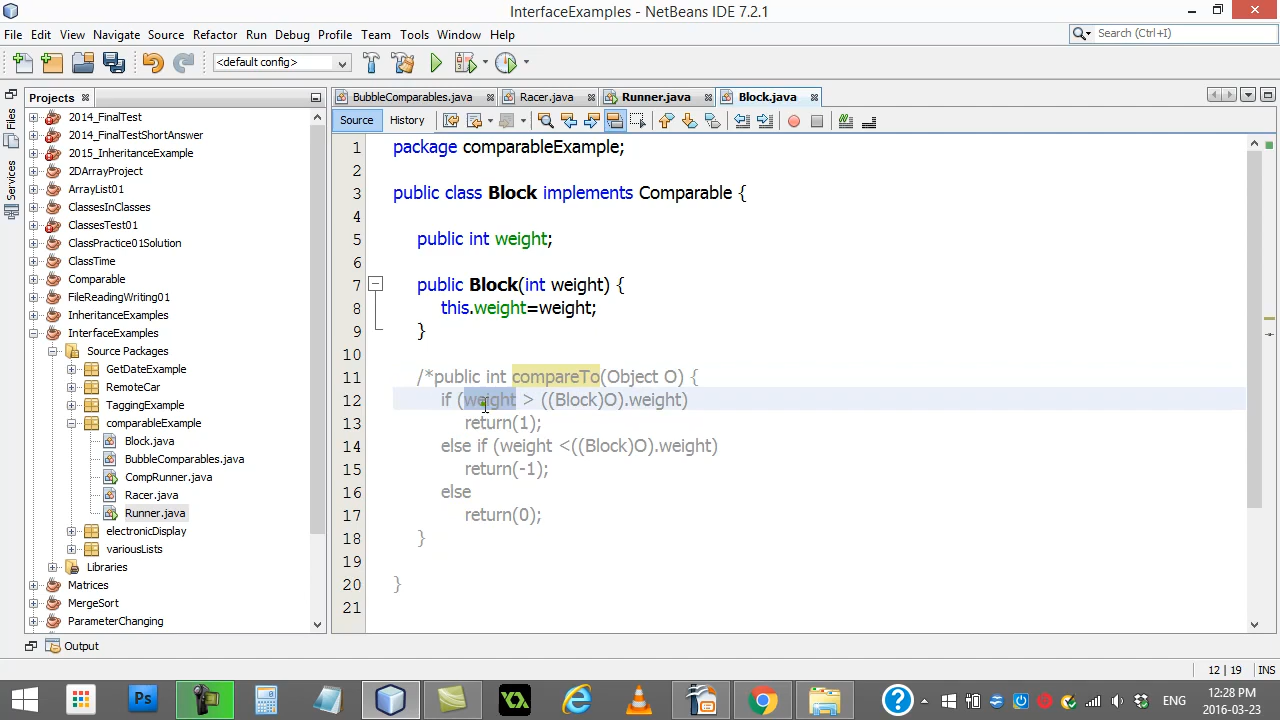 InterfaceExamples - NetBeans IDE 7.2.1
File Edit View Navigate Source Refactor Run Debug Profile Team Tools Window Help
Search (Ctrl+I)
<default config>
Projects
BubbleComparables.java Racer.java Runner.java Block.java
Files
Services
Source History
2014_FinalTest
2014_FinalTestShortAnswer
2015_InheritanceExample
2DArrayProject
ArrayList01
ClassesInClasses
ClassesTest01
ClassPractice01Solution
ClassTime
Comparable
FileReadingWriting01
InheritanceExamples
InterfaceExamples
Source Packages
GetDateExample
RemoteCar
TaggingExample
comparableExample
Block.java
BubbleComparables.java
CompRunner.java
Racer.java
Runner.java
electronicDisplay
variousLists
Libraries
Matrices
MergeSort
ParameterChanging
1 package comparableExample;
2
3 public class Block implements Comparable {
4
5 public int weight;
6
7 public Block(int weight) {
8 this.weight=weight;
9 }
10
11 /*public int compareTo(Object O) {
12 if (weight > ((Block)O).weight)
13 return(1);
14 else if (weight <((Block)O).weight)
15 return(-1);
16 else
17 return(0);
18 }
19
20 }
21
Output
12 | 19 INS
Ps
ENG
12:28 PM
2016-03-23